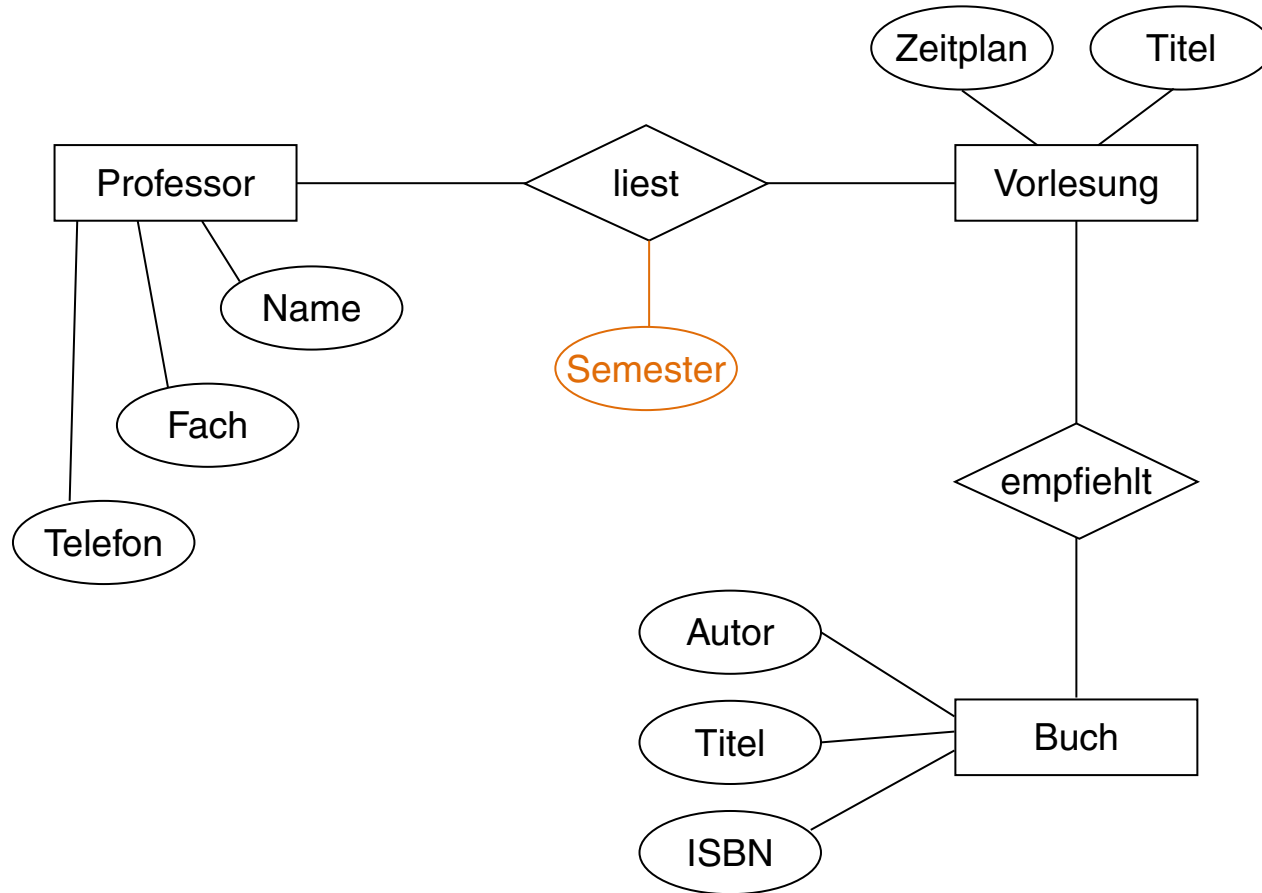 Zeitplan
Titel
Professor
liest
Vorlesung
Name
Semester
Fach
empfiehlt
Telefon
Autor
Titel
Buch
ISBN